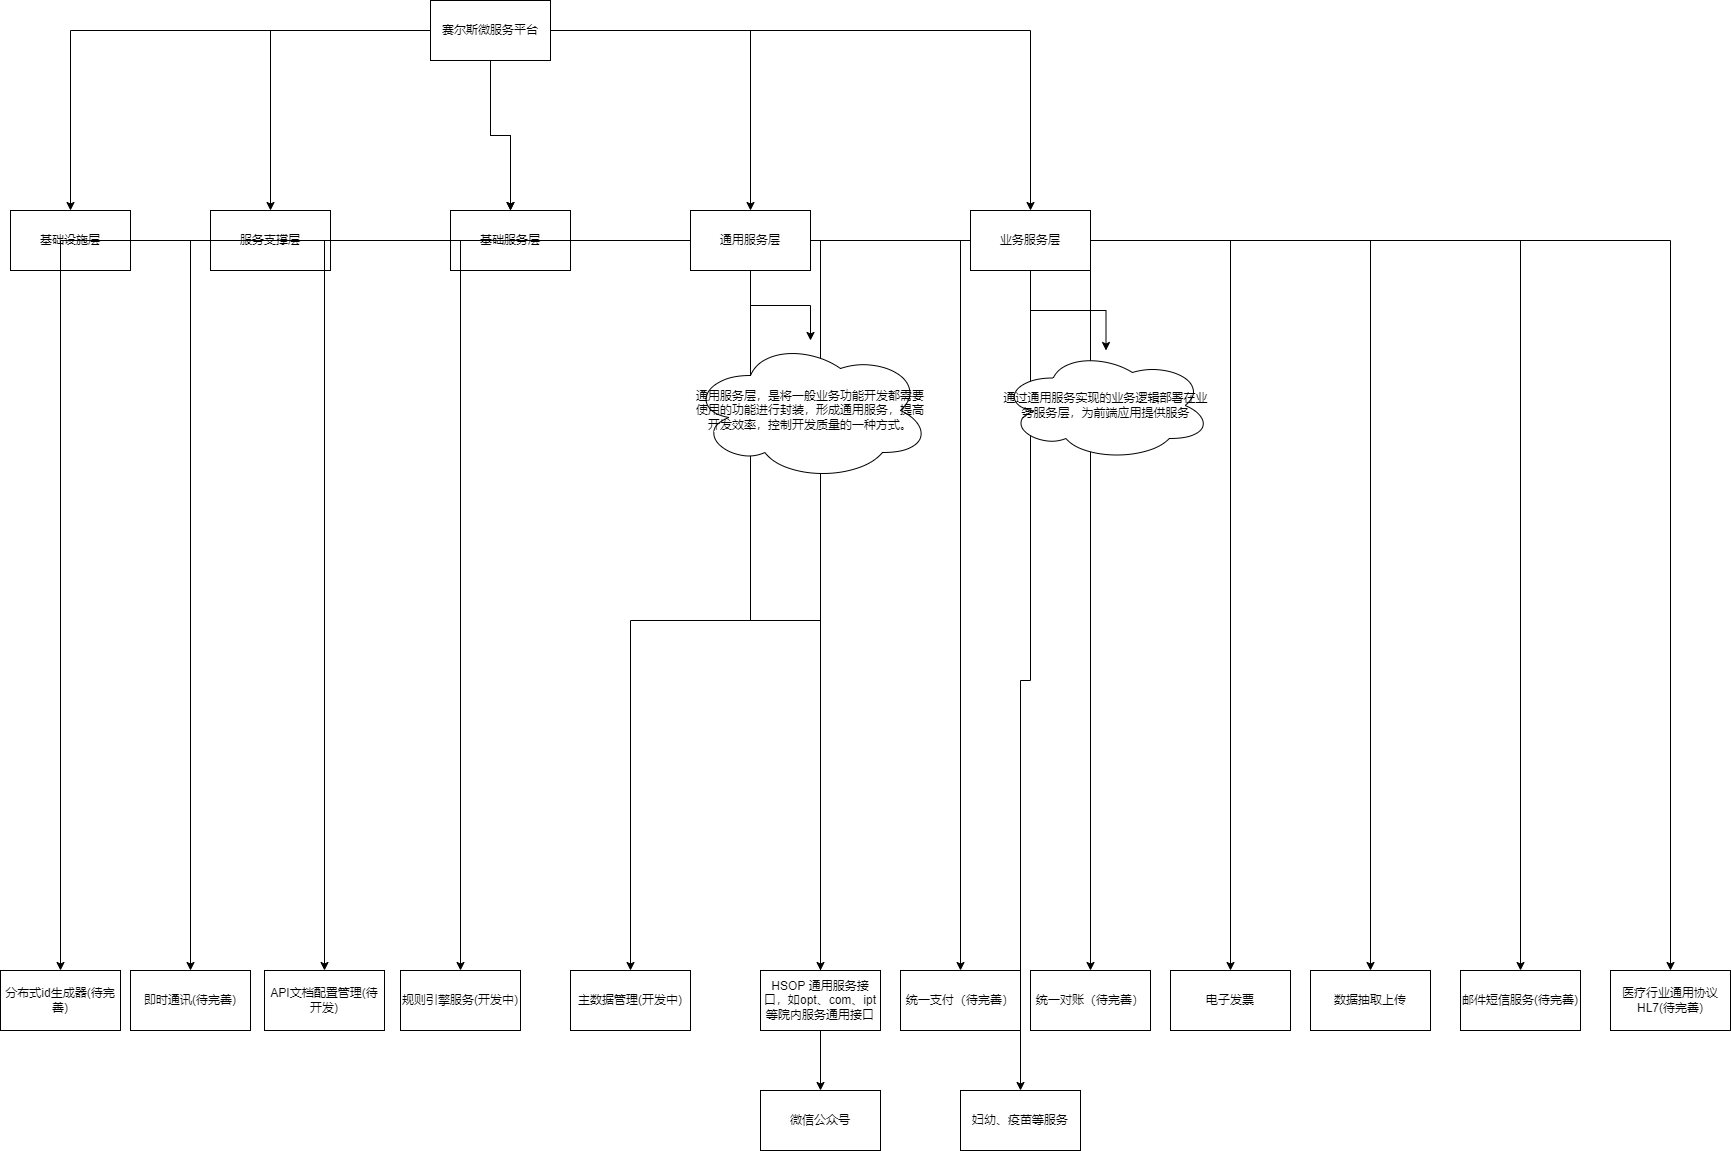 赛尔斯微服务平台
基础设施层
服务支撑层
基础服务层
通用服务层
业务服务层
通用服务层，是将一般业务功能开发都需要
使用的功能进行封装，形成通用服务，提高
开发效率，控制开发质量的一种方式。
通过通用服务实现的业务逻辑部署在业
务服务层，为前端应用提供服务
分布式id生成器(待完
善)
即时通讯(待完善)
API文档配置管理(待
开发)
规则引擎服务(开发中)
主数据管理(开发中)
HSOP 通用服务接
口，如opt、com、ipt
等院内服务通用接口
统一支付（待完善）
统一对账（待完善）
电子发票
数据抽取上传
邮件短信服务(待完善)
医疗行业通用协议
HL7(待完善)
微信公众号
妇幼、疫苗等服务